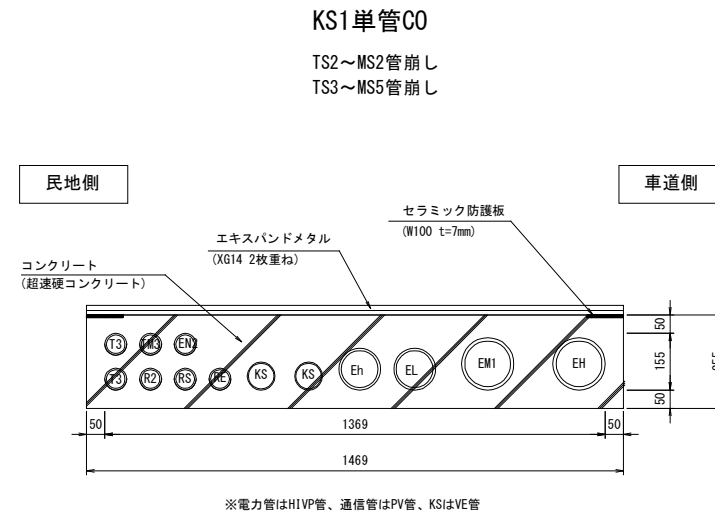 KS1単管CO
TS2～MS2管崩し
TS3～MS5管崩し
民地側
車道側
セラミック防護板
(W100 t=7mm)
エキスパンドメタル
(XG14 2枚重ね)
コンクリート
(超速硬コンクリート)
T3 TM3 EN2
T3 R2 RS RE KS KS Eh EL EM1 EH
50
155
50
255
50 1369 50
1469
※電力管はHIVP管、通信管はPV管、KSはVE管